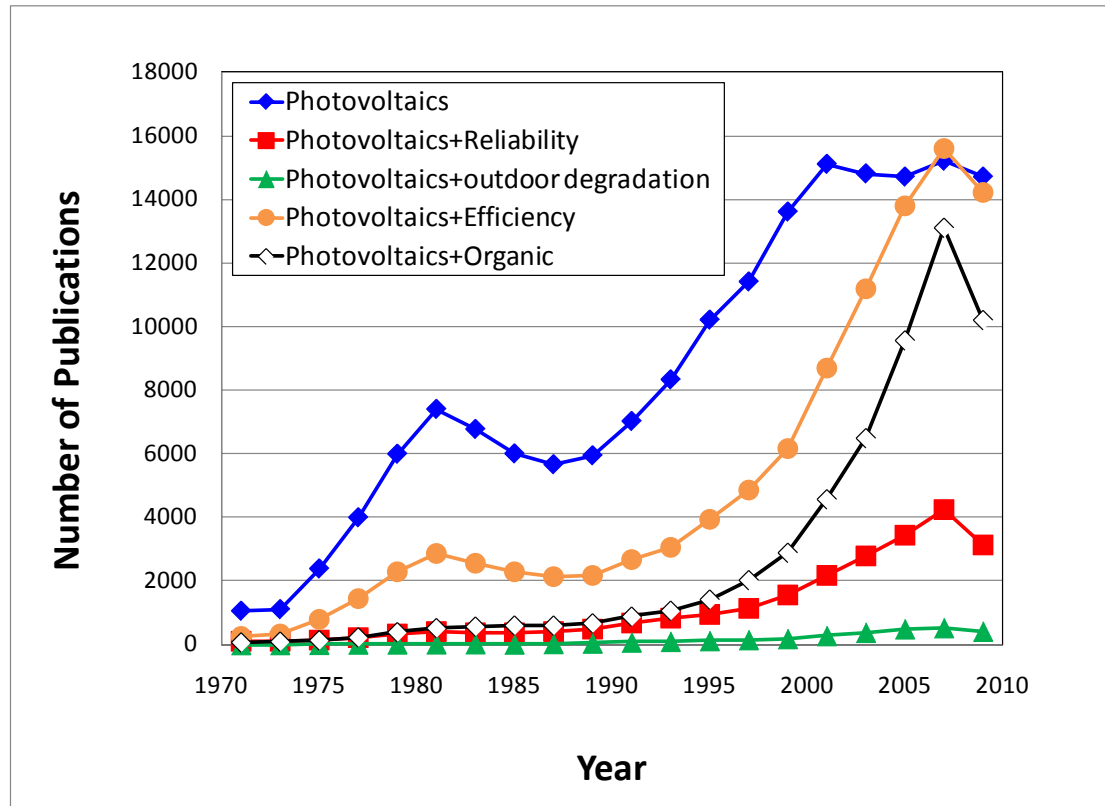 18000
16000
14000
12000
10000
8000
6000
4000
2000
0
Number of Publications
Photovoltaics
Photovoltaics+Reliability
Photovoltaics+outdoor degradation
Photovoltaics+Efficiency
Photovoltaics+Organic
1970 1975 1980 1985 1990 1995 2000 2005 2010
Year